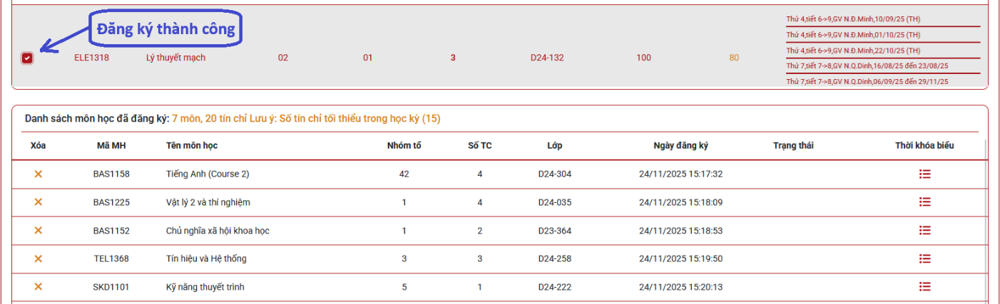 Đăng ký thành công
Thứ 4,tiết 6->9,GV N.Đ.Minh,10/09/25 (TH)
Thứ 4,tiết 6->9,GV N.Đ.Minh,01/10/25 (TH)
Thứ 4,tiết 6->9,GV N.Đ.Minh,22/10/25 (TH)
ELE1318 Lý thuyết mạch 02 01 3 D24-132 100 80
Thứ 7,tiết 7->8,GV N.Q.Dinh,16/08/25 đến 23/08/25
Thứ 7,tiết 7->8,GV N.Q.Dinh,06/09/25 đến 29/11/25
Danh sách môn học đã đăng ký: 7 môn, 20 tín chỉ Lưu ý: Số tín chỉ tối thiểu trong học kỳ (15)
Xóa Mã MH Tên môn học Nhóm tổ Số TC Lớp Ngày đăng ký Trạng thái Thời khóa biểu
BAS1158 Tiếng Anh (Course 2) 42 4 D24-304 24/11/2025 15:17:32
BAS1225 Vật lý 2 và thí nghiệm 1 4 D24-035 24/11/2025 15:18:09
BAS1152 Chủ nghĩa xã hội khoa học 1 2 D23-364 24/11/2025 15:18:53
TEL1368 Tín hiệu và Hệ thống 3 3 D24-258 24/11/2025 15:19:50
SKD1101 Kỹ năng thuyết trình 5 1 D24-222 24/11/2025 15:20:13